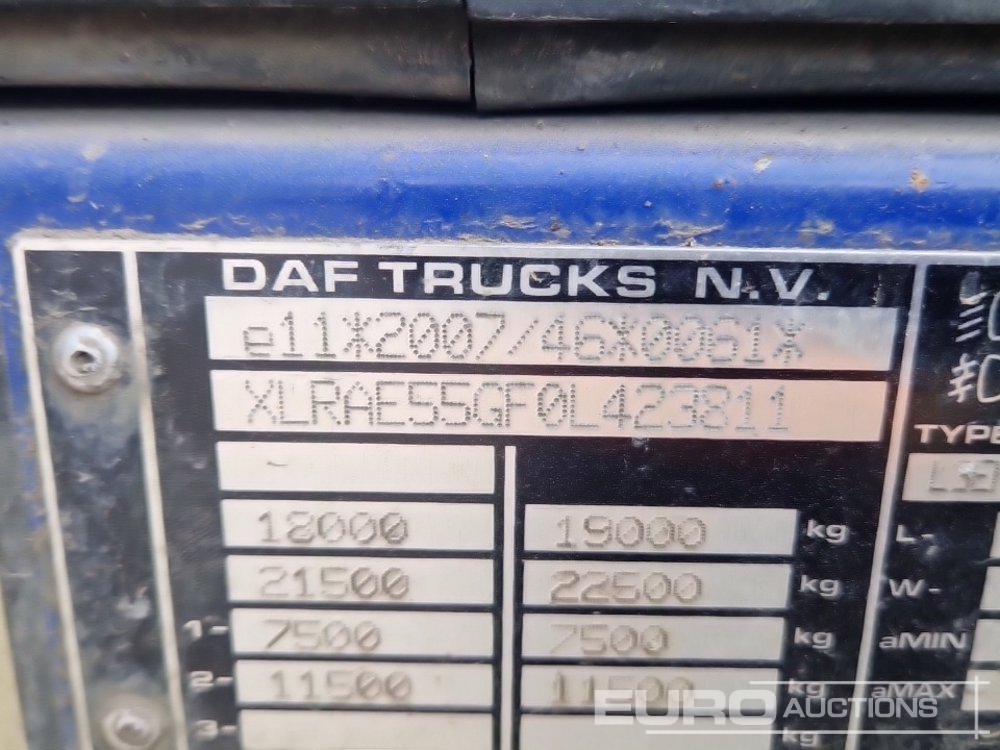 DAF TRUCKS N.V.
e11*2007/46*0061*
XLRAE55GF0L423811
TYPE
-
18000 19000 kg L-
21500 22500 kg W-
1- 7500 7500 kg aMIN
2- 11500 11500 kg aMAX
3- kg
EURO AUCTIONS